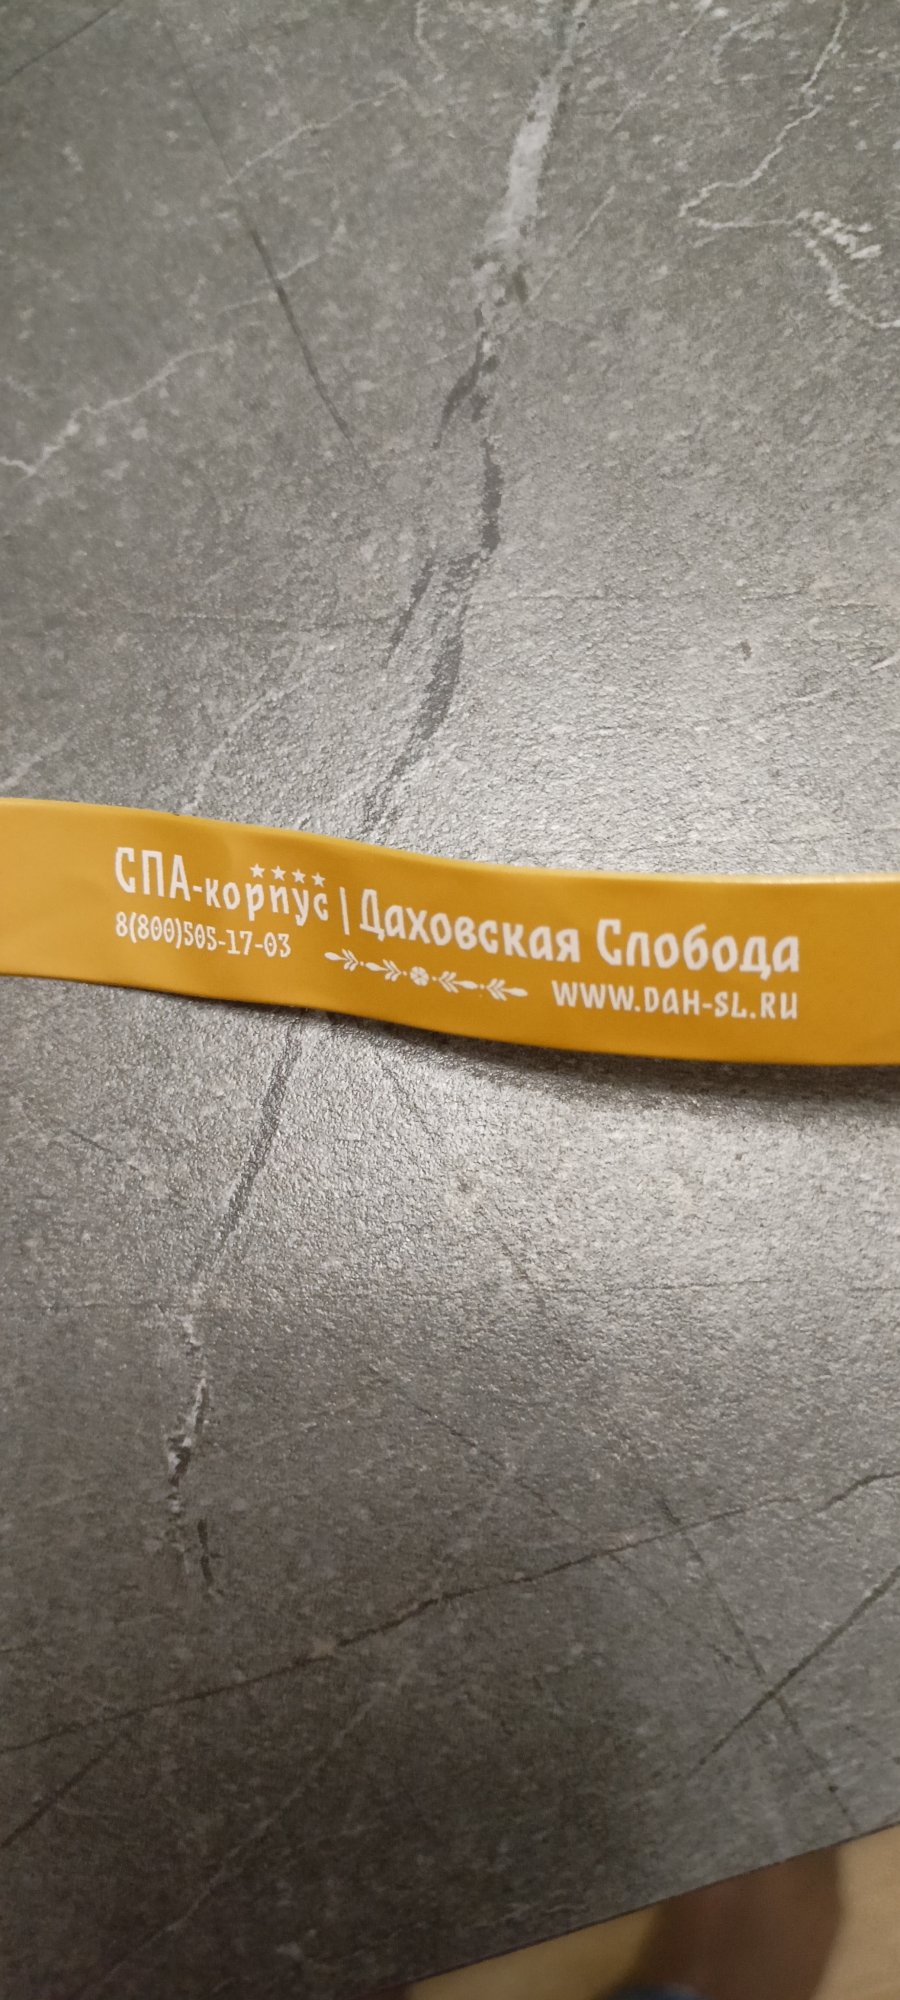 СПА-корпус | Даховская Слобода
8(800)505-17-03 www.dah-sl.ru